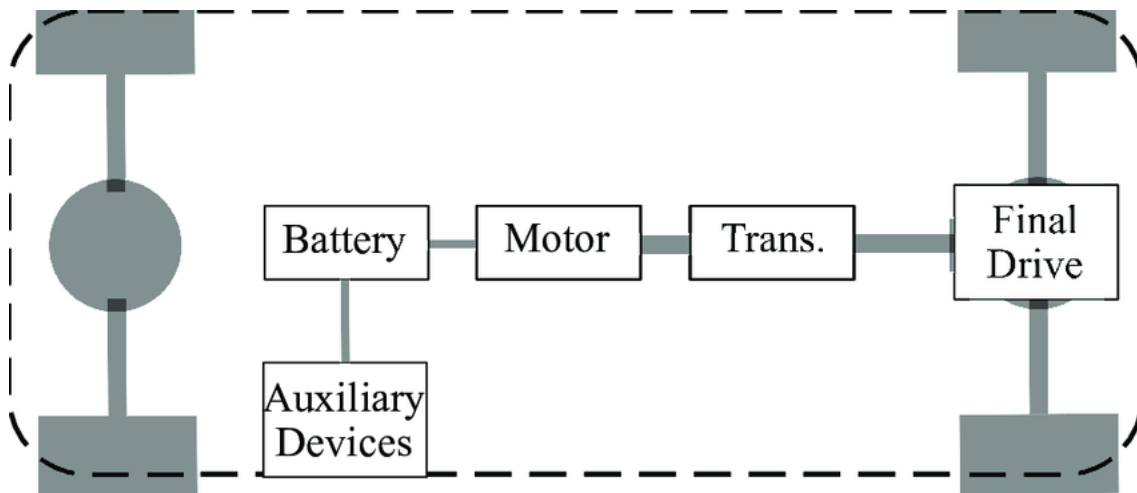 Battery
Motor
Trans.
Final
Drive
Auxiliary
Devices